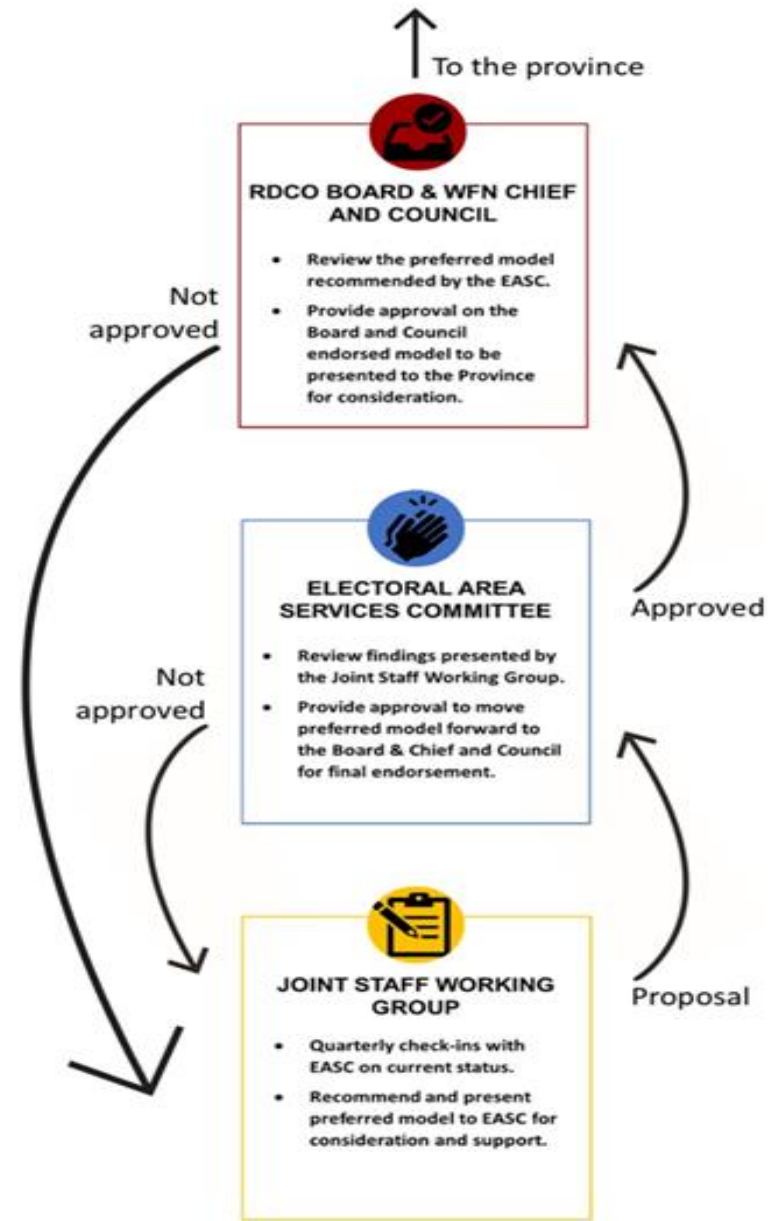 To the province
RDCO BOARD & WFN CHIEF
AND COUNCIL
• Review the preferred model
recommended by the EASC.
• Provide approval on the
Board and Council
endorsed model to be
presented to the Province
for consideration.
Not
approved
ELECTORAL AREA
SERVICES COMMITTEE
• Review findings presented by
the Joint Staff Working Group.
• Provide approval to move
preferred model forward to
the Board & Chief and Council
for final endorsement.
Approved
Not
approved
JOINT STAFF WORKING
GROUP
• Quarterly check-ins with
EASC on current status.
• Recommend and present
preferred model to EASC for
consideration and support.
Proposal